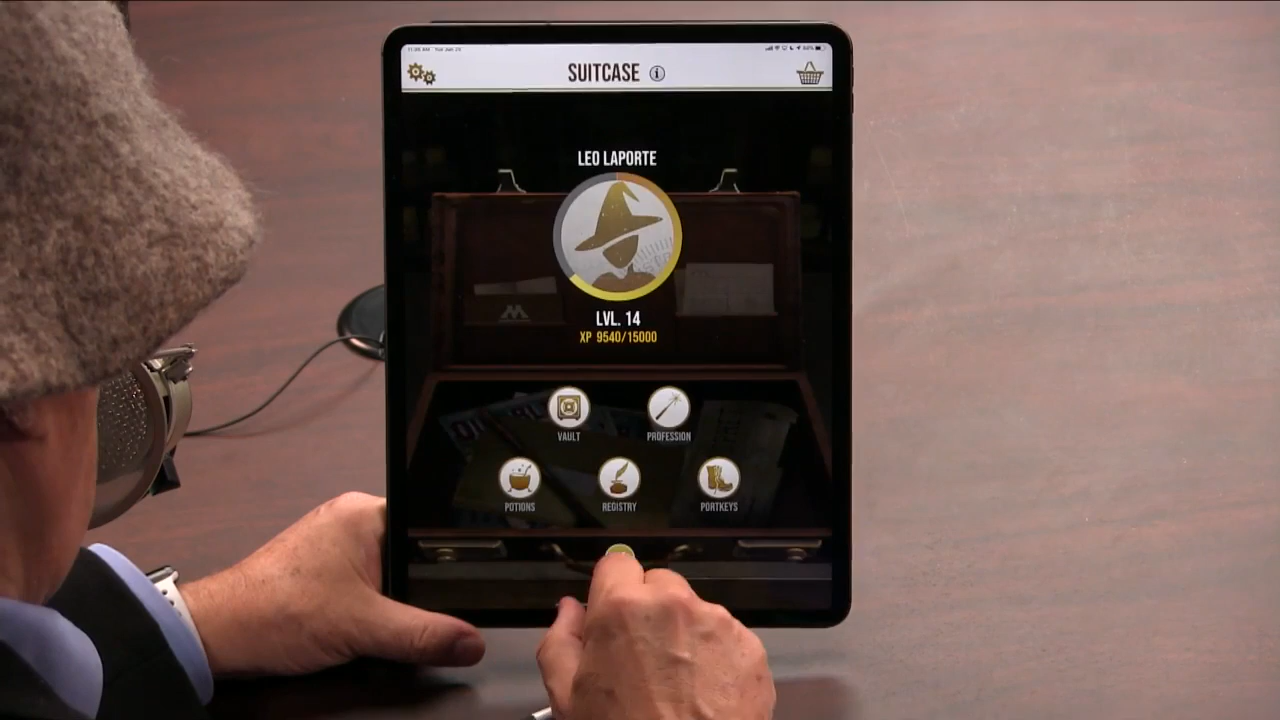 SUITCASE
LEO LAPORTE
LVL. 14
XP 9540/15000
VAULT
PROFESSION
POTIONS
REGISTRY
PORTKEYS